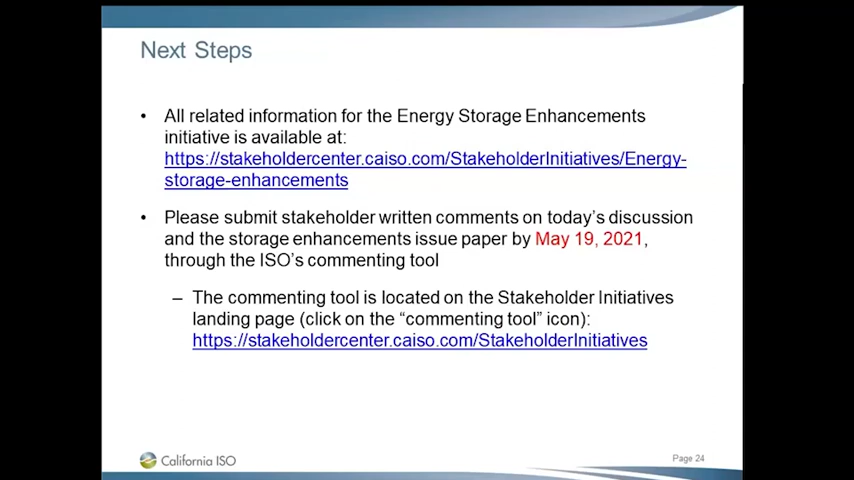 Next Steps
• All related information for the Energy Storage Enhancements
initiative is available at:
https://stakeholdercenter.caiso.com/StakeholderInitiatives/Energy-
storage-enhancements
• Please submit stakeholder written comments on today's discussion
and the storage enhancements issue paper by May 19, 2021,
through the ISO's commenting tool
– The commenting tool is located on the Stakeholder Initiatives
landing page (click on the “commenting tool” icon):
https://stakeholdercenter.caiso.com/StakeholderInitiatives
California ISO
Page 24